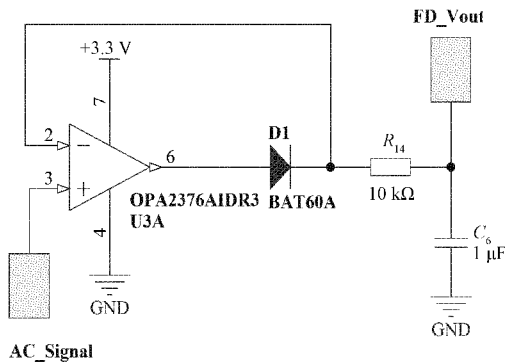 FD_Vout
+3.3 V
7
2
3
6
4
D1
R14
OPA2376AIDR3
BAT60A
10 kΩ
U3A
C6
1 μF
GND
GND
AC_Signal